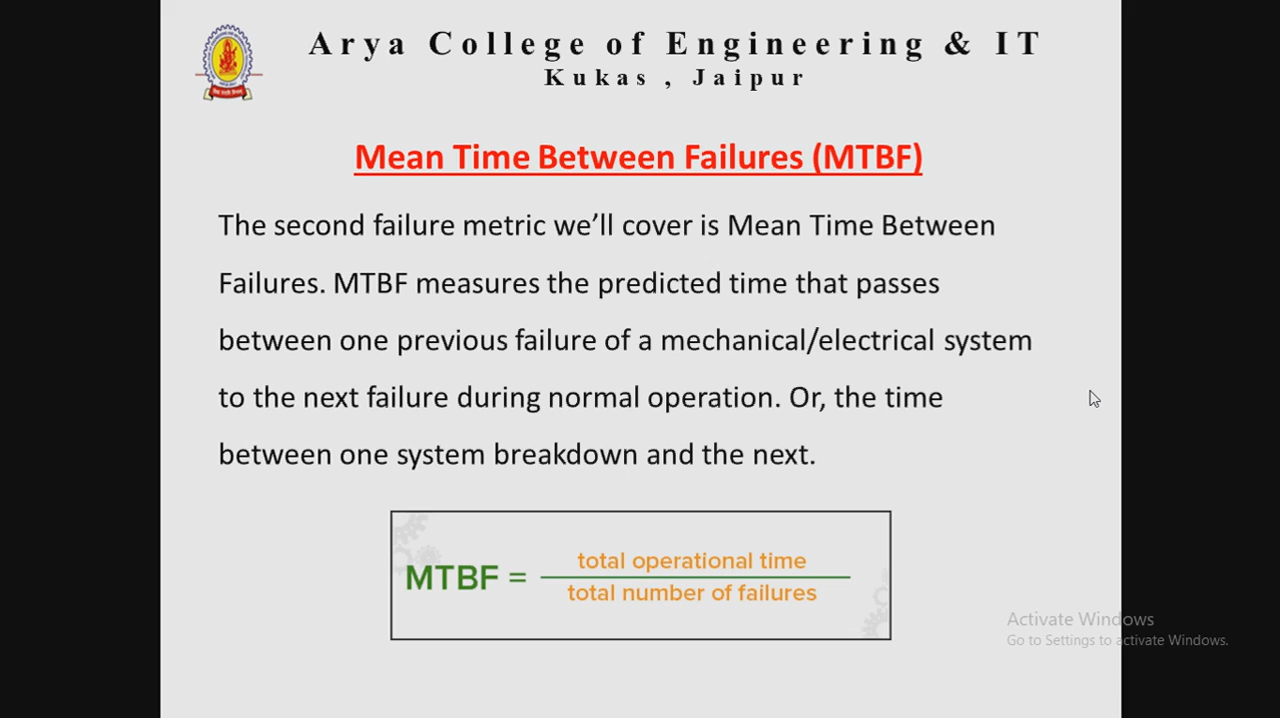 Arya College of Engineering & IT
Kukas , Jaipur
Mean Time Between Failures (MTBF)
The second failure metric we’ll cover is Mean Time Between
Failures. MTBF measures the predicted time that passes
between one previous failure of a mechanical/electrical system
to the next failure during normal operation. Or, the time
between one system breakdown and the next.
MTBF = total operational time
total number of failures
Activate Windows
Go to Settings to activate Windows.